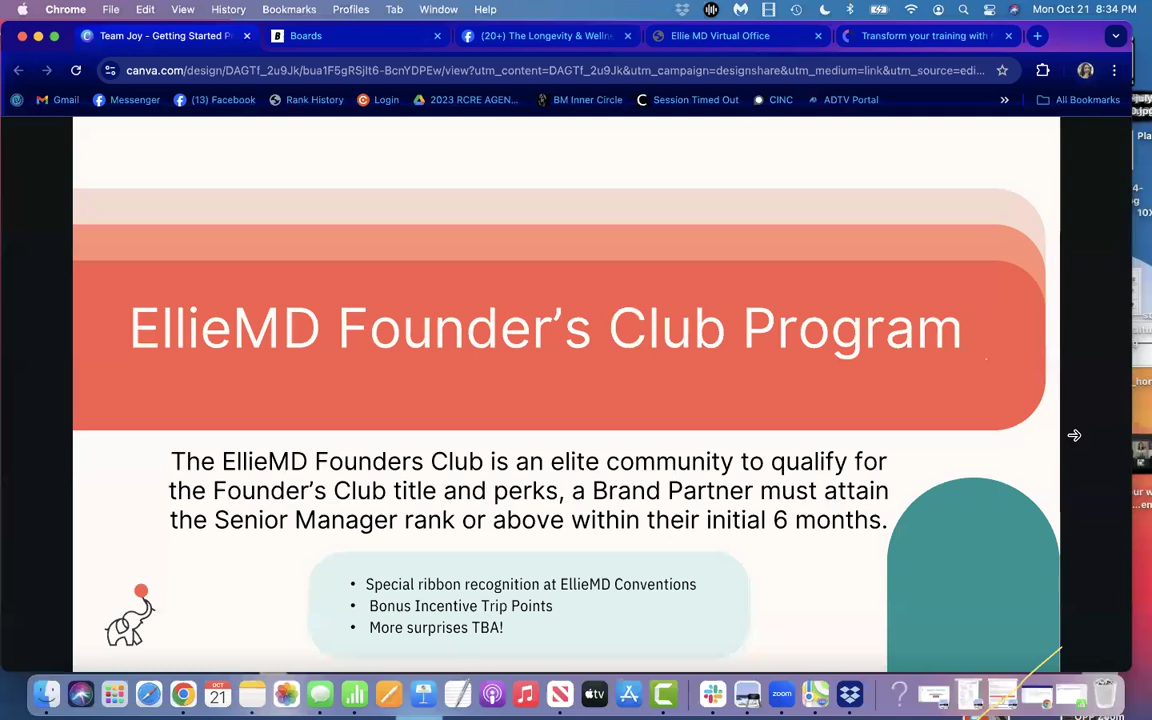 Chrome File Edit View History Bookmarks Profiles Tab Window Help Mon Oct 21 8:34 PM
Team Joy - Getting Started P
Boards
(20+) The Longevity & Welln
Ellie MD Virtual Office
Transform your training with f
canva.com/design/DAGTf_2u9Jk/bua1F5gRSjIt6-BcnYDPEw/view?utm_content=DAGTf_2u9Jk&utm_campaign=designshare&utm_medium=link&utm_source=edi...
Gmail Messenger (13) Facebook Rank History Login 2023 RCRE AGEN... BM Inner Circle Session Timed Out CINC ADTV Portal » All Bookmarks
EllieMD Founder’s Club Program
The EllieMD Founders Club is an elite community to qualify for
the Founder’s Club title and perks, a Brand Partner must attain
the Senior Manager rank or above within their initial 6 months.
• Special ribbon recognition at EllieMD Conventions
• Bonus Incentive Trip Points
• More surprises TBA!
OCT
21
tv
zoom